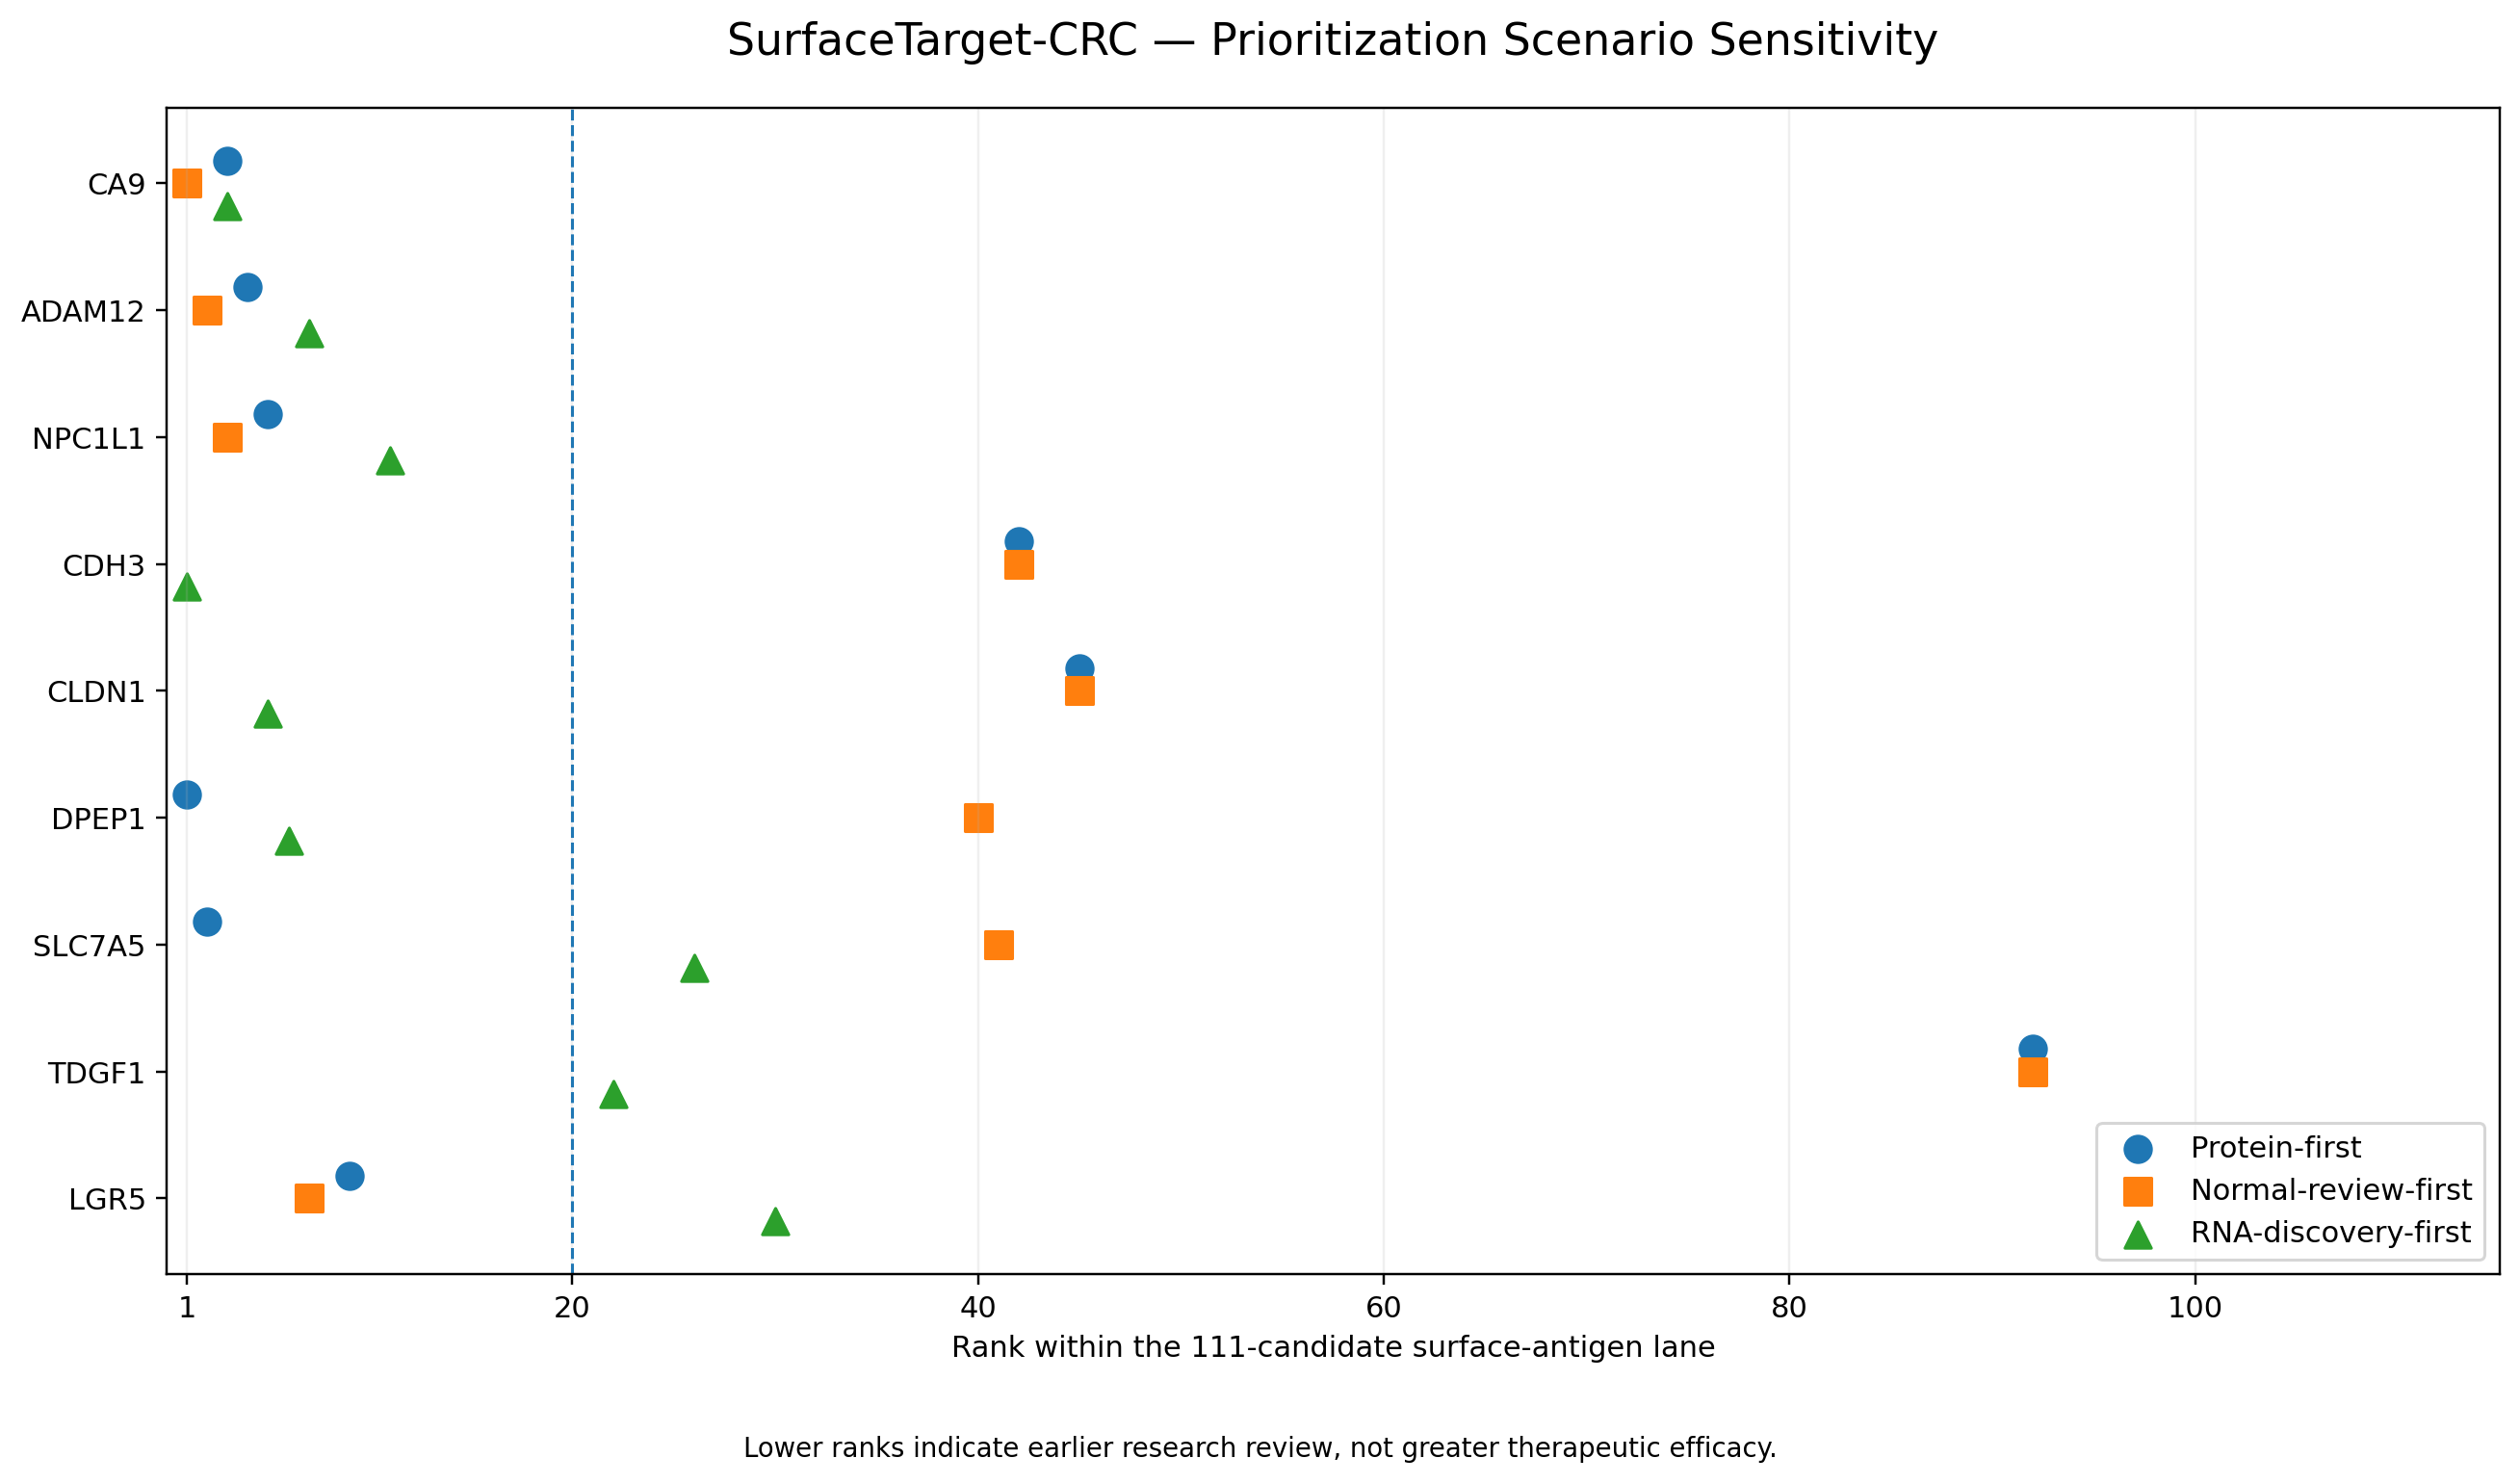 SurfaceTarget-CRC — Prioritization Scenario Sensitivity
CA9
ADAM12
NPC1L1
CDH3
CLDN1
DPEP1
SLC7A5
TDGF1
LGR5
Protein-first
Normal-review-first
RNA-discovery-first
1 20 40 60 80 100
Rank within the 111-candidate surface-antigen lane
Lower ranks indicate earlier research review, not greater therapeutic efficacy.